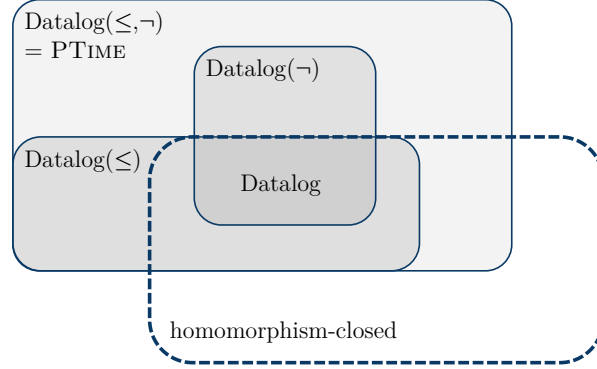 Datalog(≤,¬)
= PTIME
Datalog(¬)
Datalog(≤)
Datalog
homomorphism-closed